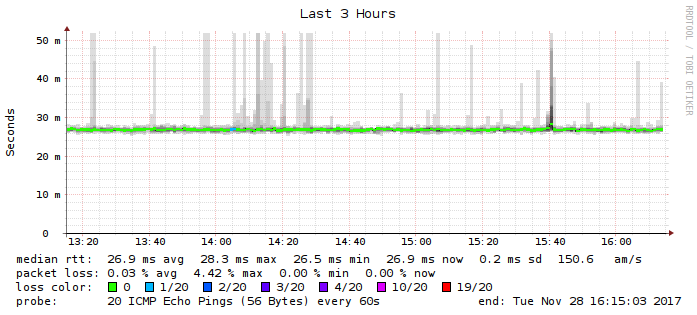 Last 3 Hours
RRDTOOL / TOBI OETIKER
Seconds
50 m
40 m
30 m
20 m
10 m
0
13:20 13:40 14:00 14:20 14:40 15:00 15:20 15:40 16:00
median rtt: 26.9 ms avg 28.3 ms max 26.5 ms min 26.9 ms now 0.2 ms sd 150.6 am/s
packet loss: 0.03 % avg 4.42 % max 0.00 % min 0.00 % now
loss color: 0 1/20 2/20 3/20 4/20 10/20 19/20
probe: 20 ICMP Echo Pings (56 Bytes) every 60s end: Tue Nov 28 16:15:03 2017